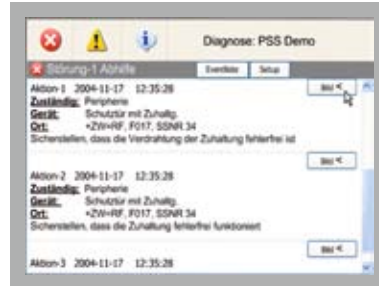 Diagnose: PSS Demo
Störung-1 Abhilfe
Eventliste
Setup
Aktion-1 2004-11-17 12:35:28
Bild <
Zuständig: Peripherie
Gerät: Schutztür mit Zuhaltg.
Ort: +ZW+RF, F017, SSNR 34
Sicherstellen, dass die Verdrahtung der Zuhaltung fehlerfrei ist
Bild <
Aktion-2 2004-11-17 12:35:28
Zuständig: Peripherie
Gerät: Schutztür mit Zuhaltg.
Ort: +ZW+RF, F017, SSNR 34
Sicherstellen, dass die Zuhaltung fehlerfrei funktioniert
Bild <
Aktion-3 2004-11-17 12:35:28